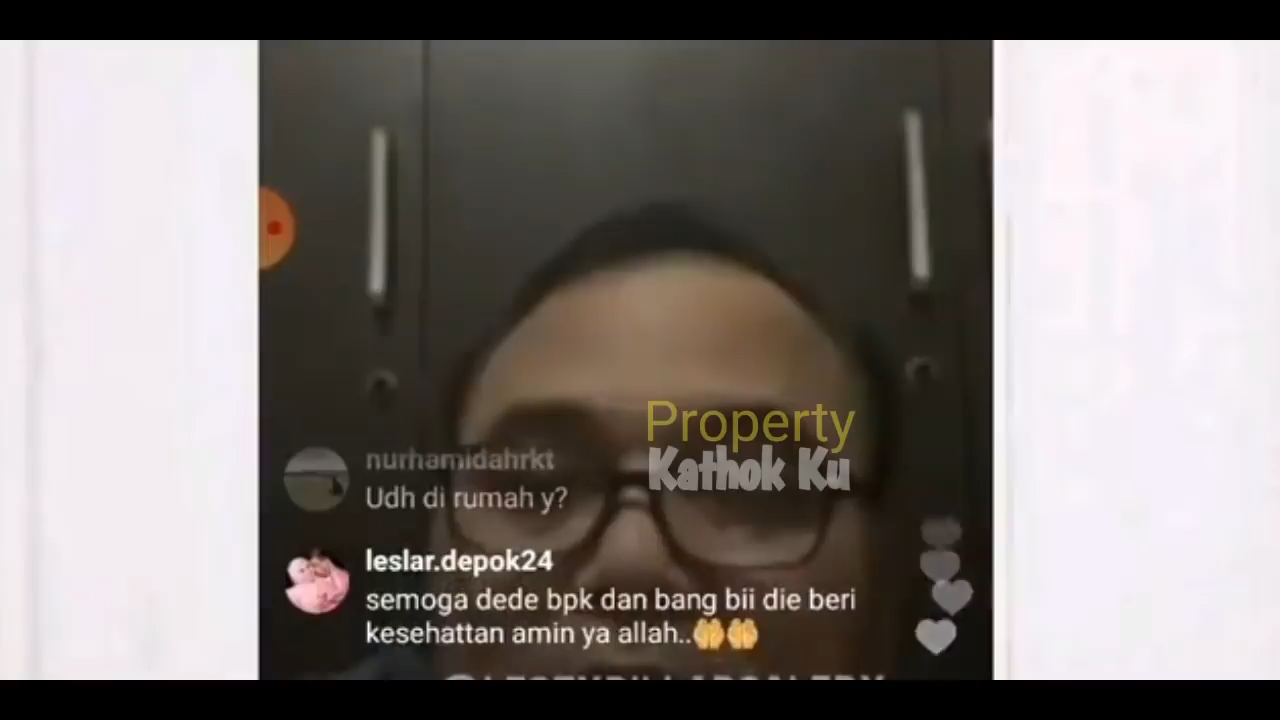 Property
Kathok Ku
nurhamidahrkt
Udh di rumah y?
leslar.depok24
semoga dede bpk dan bang bii die beri
kesehattan amin ya allah..🤲🤲